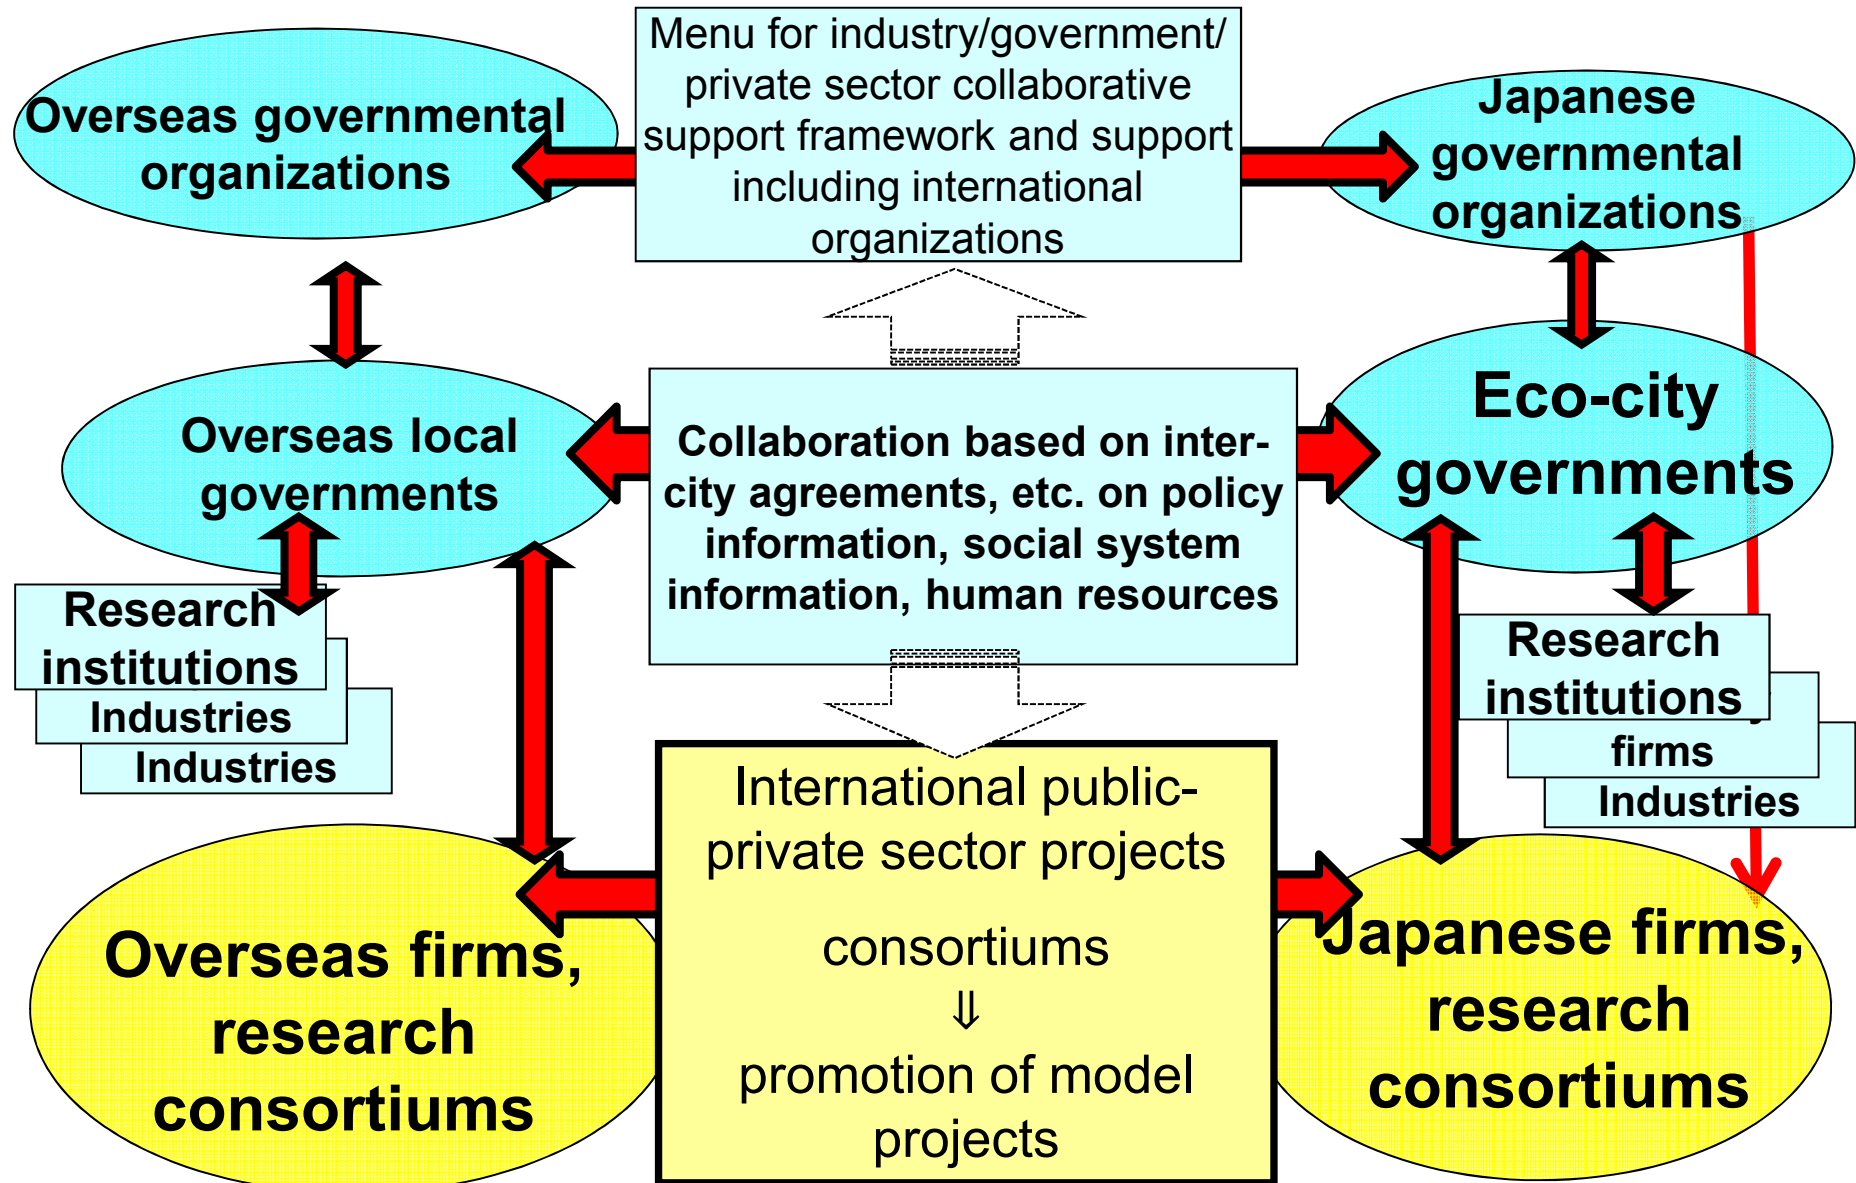 Overseas governmental
organizations
Menu for industry/government/
private sector collaborative
support framework and support
including international
organizations
Japanese
governmental
organizations
Overseas local
governments
Collaboration based on inter-
city agreements, etc. on policy
information, social system
information, human resources
Eco-city
governments
Research
institutions
Industries
Industries
Research
institutions
firms
Industries
Overseas firms,
research
consortiums
International public-
private sector projects
consortiums
⇓
promotion of model
projects
Japanese firms,
research
consortiums